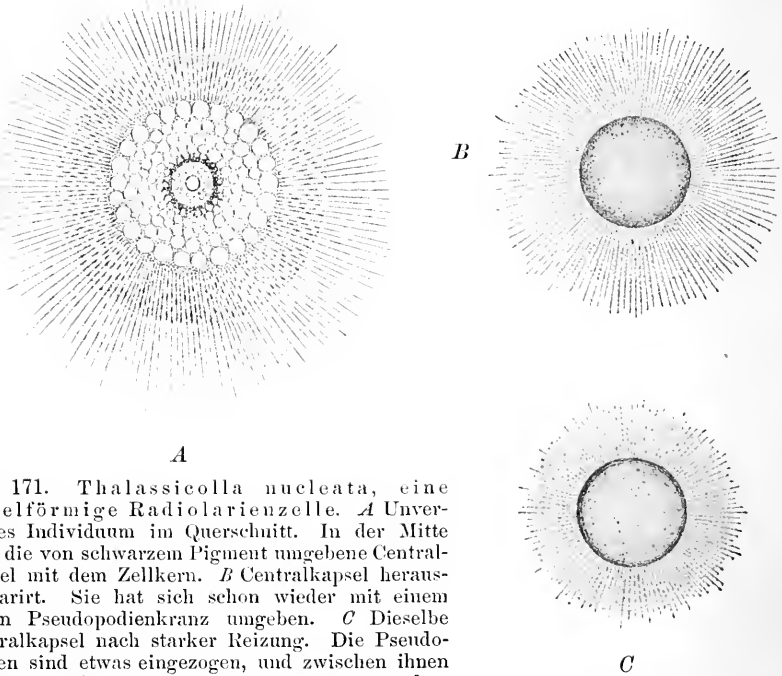 B
A
171. Thalassicolla nucleata, eine
elförmige Radiolarienzelle. A Unver-
es Individuum im Querschnitt. In der Mitte
die von schwarzem Pigment umgebene Central-
el mit dem Zellkern. B Centralkapsel heraus-
arirt. Sie hat sich schon wieder mit einem
n Pseudopodienkranz umgeben. C Dieselbe
ralkapsel nach starker Reizung. Die Pseudo-
en sind etwas eingezogen, und zwischen ihnen
C